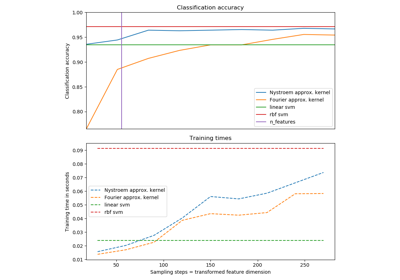 Classification accuracy
1.00
0.95
0.90
0.85
0.80
Classification accuracy
Nystroem approx. kernel
Fourier approx. kernel
linear svm
rbf svm
n_features
Training times
0.09
0.08
0.07
0.06
0.05
0.04
0.03
0.02
0.01
Training time in seconds
Nystroem approx. kernel
Fourier approx. kernel
linear svm
rbf svm
50 100 150 200 250
Sampling steps = transformed feature dimension